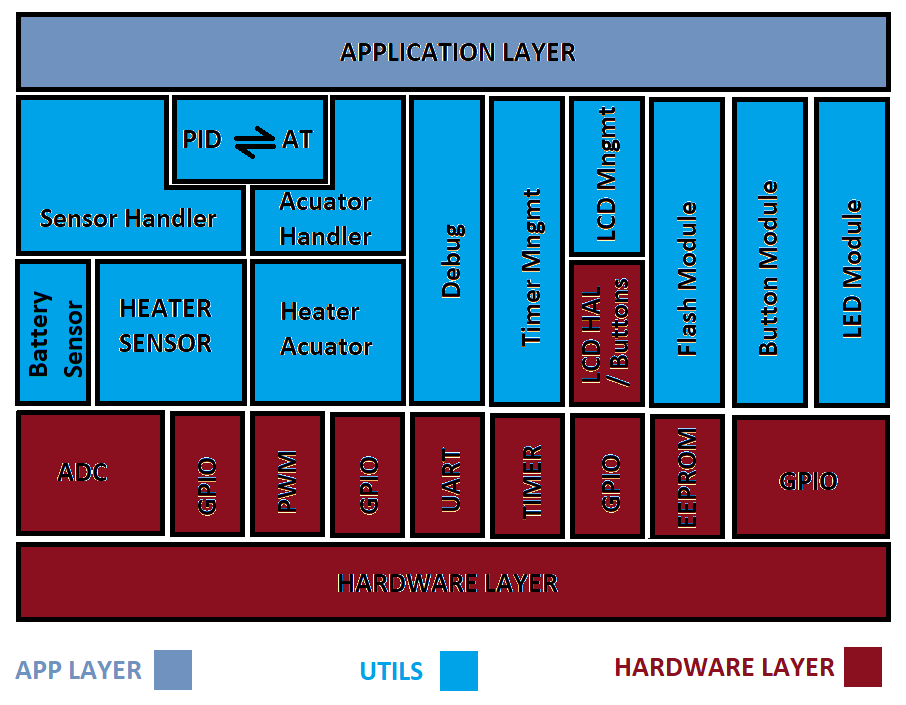 APPLICATION LAYER
PID ⇌ AT
Sensor Handler
Acuator
Handler
Debug
Timer Mngmt
LCD Mngmt
Flash Module
Button Module
LED Module
Battery
Sensor
HEATER
SENSOR
Heater
Acuator
LCD HAL
/ Buttons
ADC
GPIO
PWM
GPIO
UART
TIMER
GPIO
EEPROM
GPIO
HARDWARE LAYER
APP LAYER
UTILS
HARDWARE LAYER